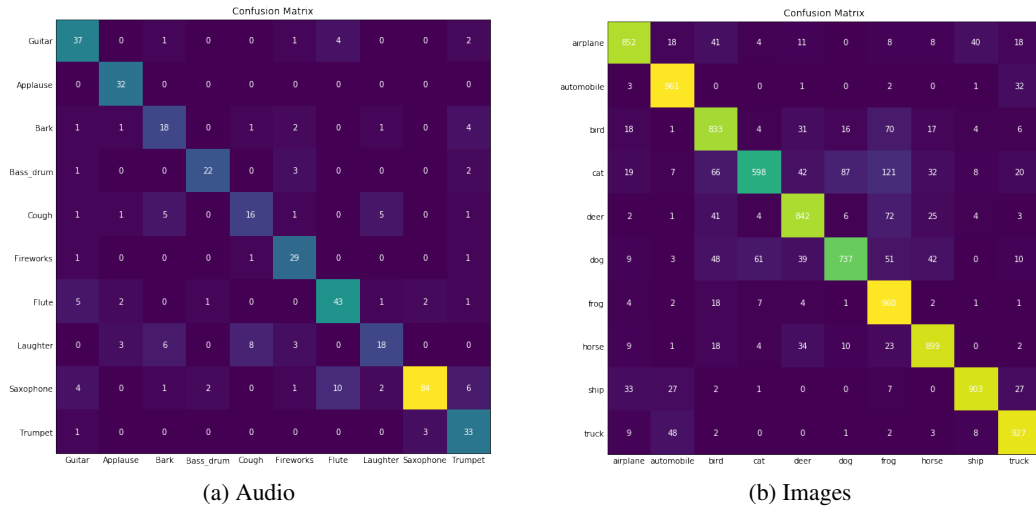 Confusion Matrix
Guitar 37 0 1 0 0 1 4 0 0 2
Applause 0 32 0 0 0 0 0 0 0 0
Bark 1 1 18 0 1 2 0 1 0 4
Bass_drum 1 0 0 22 0 3 0 0 0 2
Cough 1 1 5 0 16 1 0 5 0 1
Fireworks 1 0 0 0 1 29 0 0 0 1
Flute 5 2 0 1 0 0 43 1 2 1
Laughter 0 3 6 0 8 3 0 18 0 0
Saxophone 4 0 1 2 0 1 10 2 84 6
Trumpet 1 0 0 0 0 0 0 0 3 33
Guitar Applause Bark Bass_drum Cough Fireworks Flute Laughter Saxophone Trumpet
(a) Audio
Confusion Matrix
airplane 852 18 41 4 11 0 8 8 40 18
automobile 3 961 0 0 1 0 2 0 1 32
bird 18 1 833 4 31 16 70 17 4 6
cat 19 7 66 598 42 87 121 32 8 20
deer 2 1 41 4 842 6 72 25 4 3
dog 9 3 48 61 39 737 51 42 0 10
frog 4 2 18 7 4 1 960 2 1 1
horse 9 1 18 4 34 10 23 899 0 2
ship 33 27 2 1 0 0 7 0 903 27
truck 9 48 2 0 0 1 2 3 8 927
airplane automobile bird cat deer dog frog horse ship truck
(b) Images